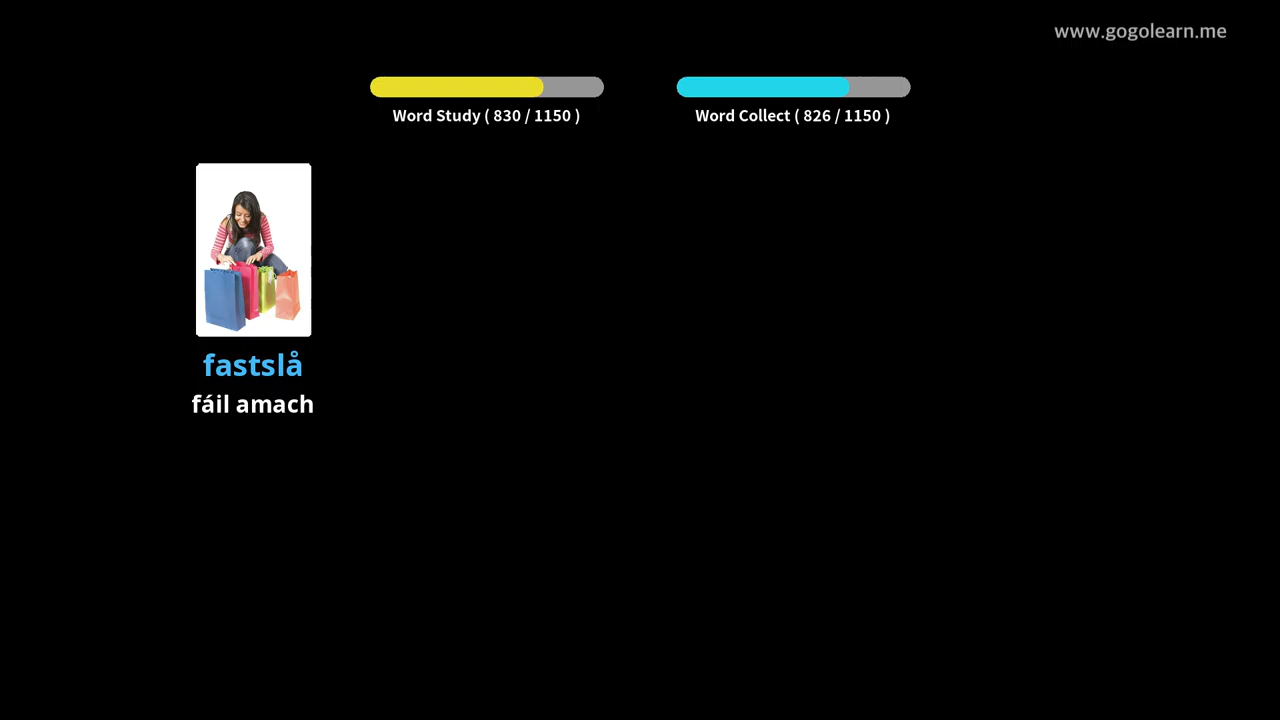 www.gogolearn.me
Word Study ( 830 / 1150 )
Word Collect ( 826 / 1150 )
fastslå
fáil amach